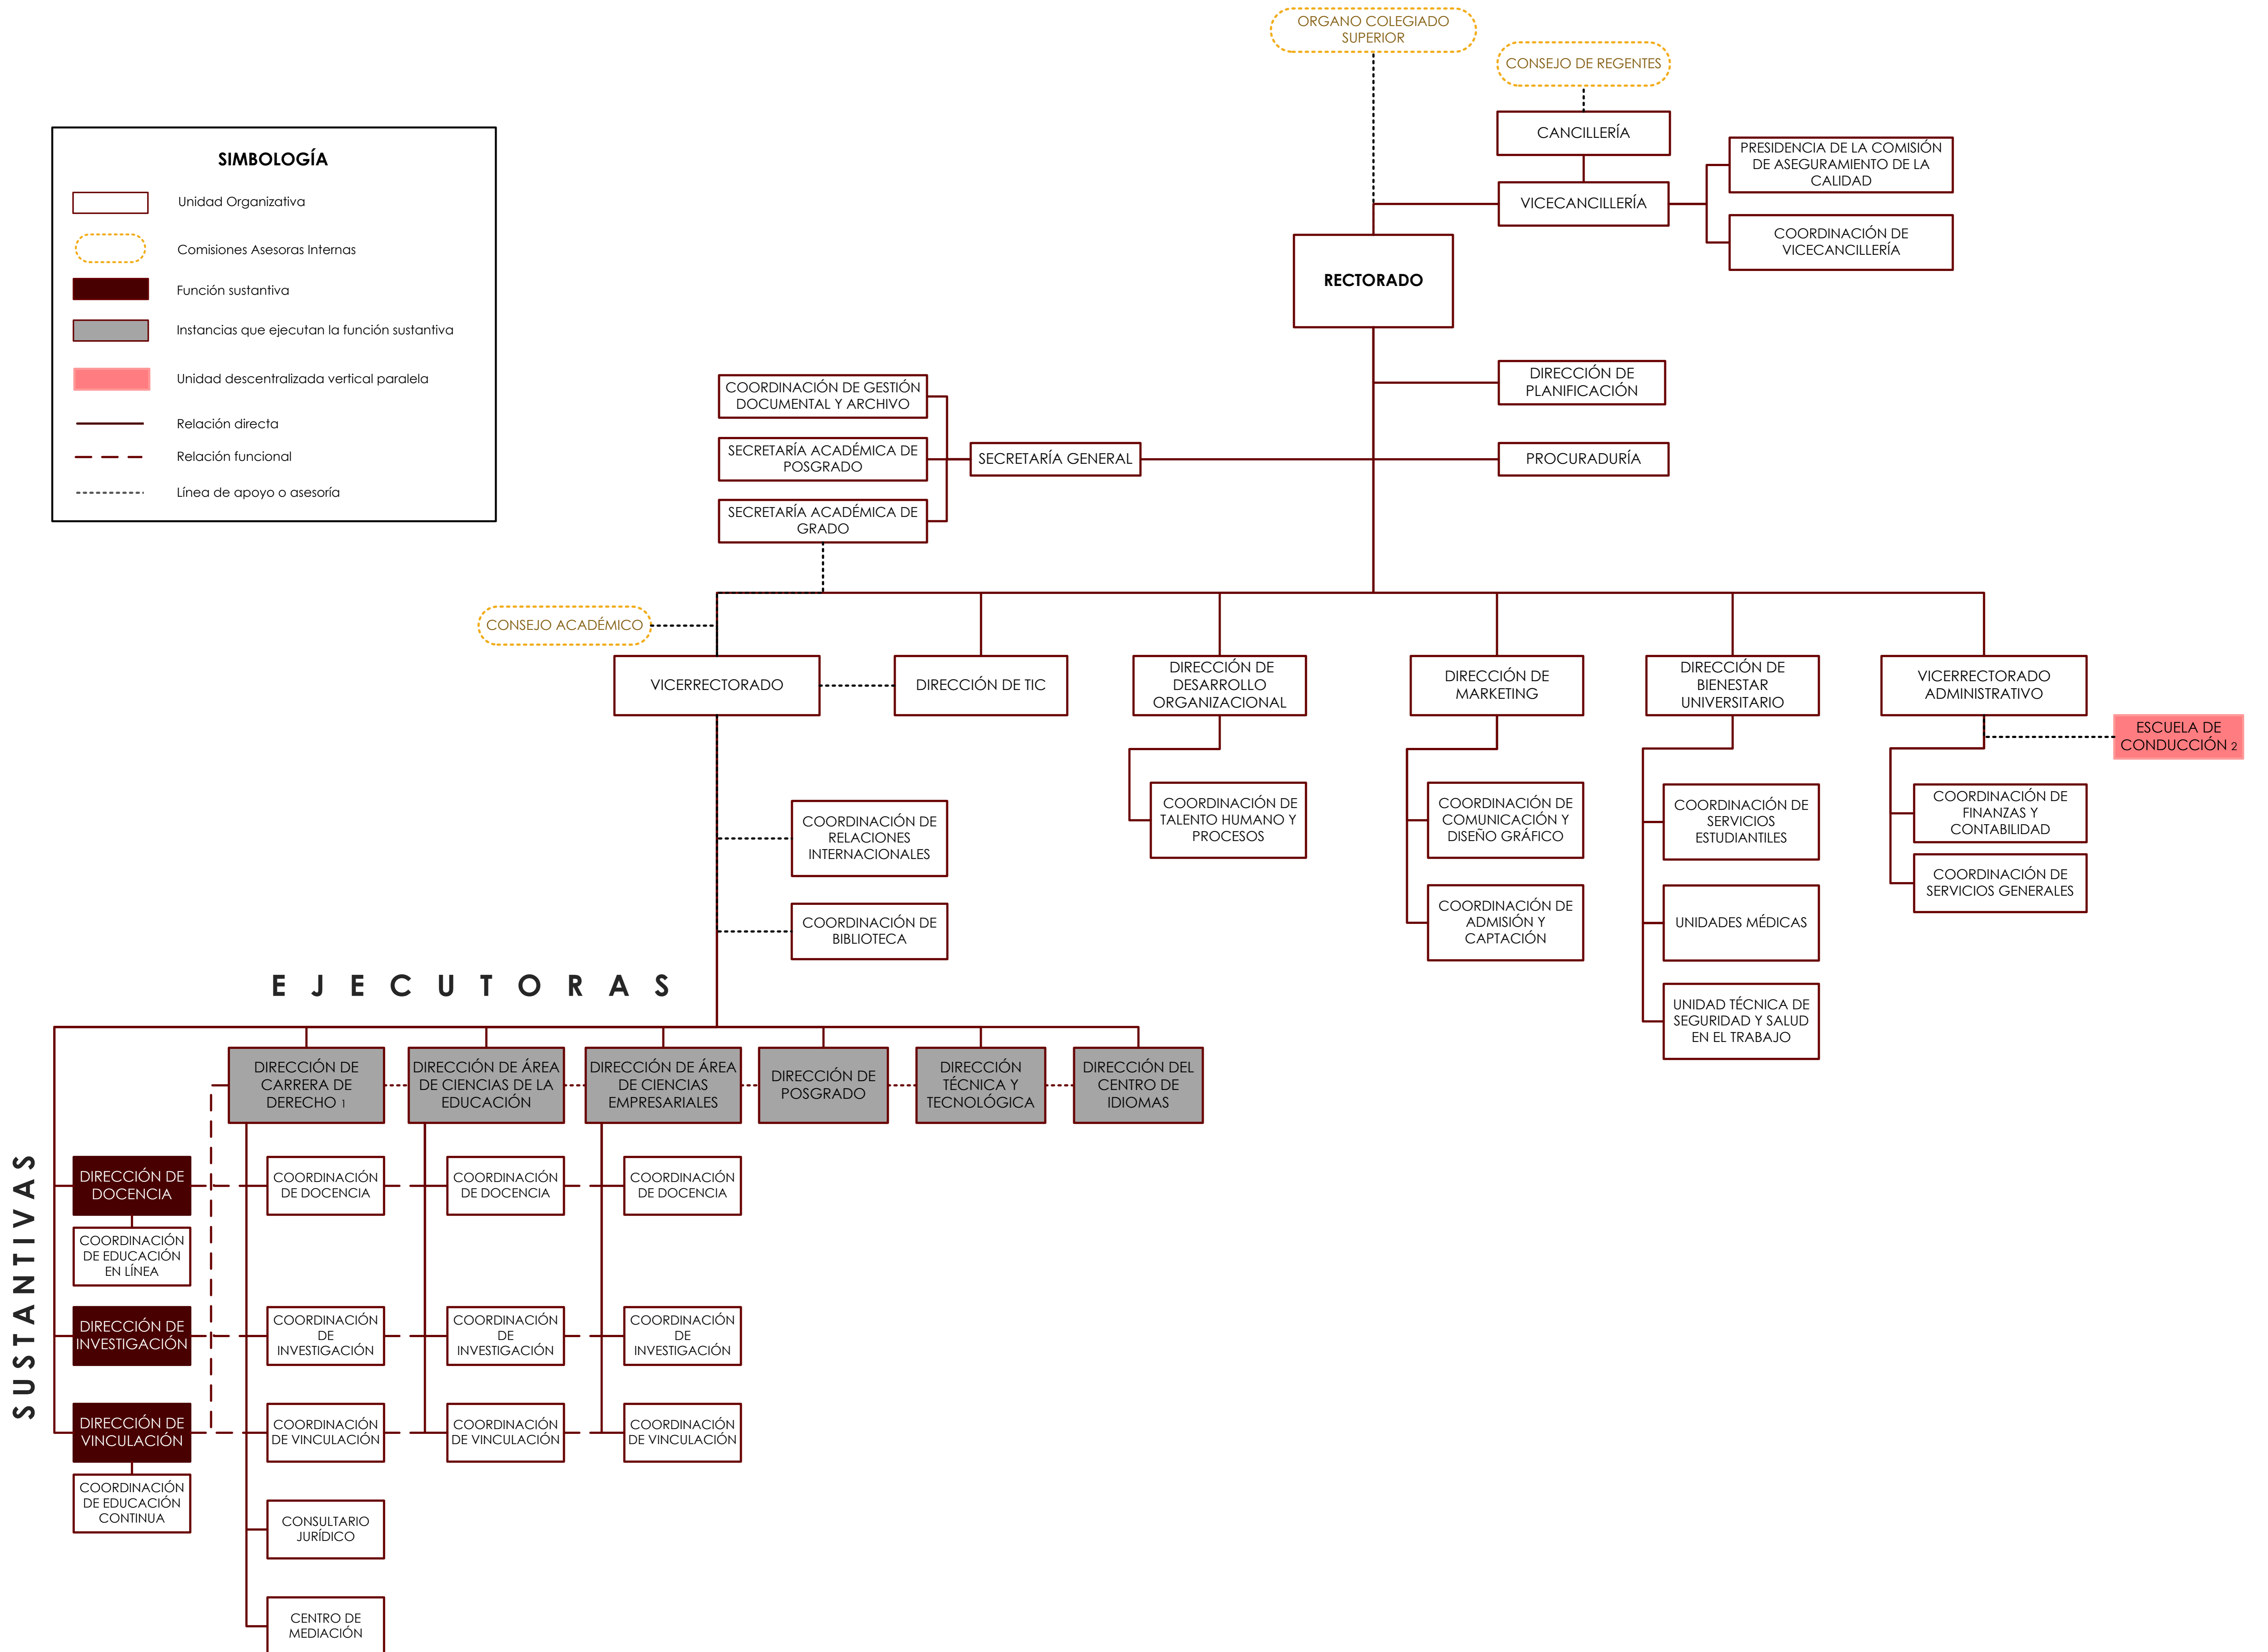 ORGANO COLEGIADO
SUPERIOR
CONSEJO DE REGENTES
CANCILLERÍA
PRESIDENCIA DE LA COMISIÓN
DE ASEGURAMIENTO DE LA
CALIDAD
VICECANCILLERÍA
COORDINACIÓN DE
VICECANCILLERÍA
RECTORADO
SIMBOLOGÍA
Unidad Organizativa
Comisiones Asesoras Internas
Función sustantiva
Instancias que ejecutan la función sustantiva
Unidad descentralizada vertical paralela
Relación directa
Relación funcional
Línea de apoyo o asesoría
DIRECCIÓN DE
PLANIFICACIÓN
COORDINACIÓN DE GESTIÓN
DOCUMENTAL Y ARCHIVO
SECRETARÍA ACADÉMICA DE
POSGRADO
SECRETARÍA GENERAL
PROCURADURÍA
SECRETARÍA ACADÉMICA DE
GRADO
CONSEJO ACADÉMICO
VICERRECTORADO
DIRECCIÓN DE TIC
DIRECCIÓN DE
DESARROLLO
ORGANIZACIONAL
DIRECCIÓN DE
MARKETING
DIRECCIÓN DE
BIENESTAR
UNIVERSITARIO
VICERRECTORADO
ADMINISTRATIVO
ESCUELA DE
CONDUCCIÓN 2
COORDINACIÓN DE
RELACIONES
INTERNACIONALES
COORDINACIÓN DE
BIBLIOTECA
COORDINACIÓN DE
TALENTO HUMANO Y
PROCESOS
COORDINACIÓN DE
COMUNICACIÓN Y
DISEÑO GRÁFICO
COORDINACIÓN DE
ADMISIÓN Y
CAPTACIÓN
COORDINACIÓN DE
SERVICIOS
ESTUDIANTILES
UNIDADES MÉDICAS
UNIDAD TÉCNICA DE
SEGURIDAD Y SALUD
EN EL TRABAJO
COORDINACIÓN DE
FINANZAS Y
CONTABILIDAD
COORDINACIÓN DE
SERVICIOS GENERALES
EJECUTORAS
DIRECCIÓN DE
CARRERA DE
DERECHO 1
DIRECCIÓN DE ÁREA
DE CIENCIAS DE LA
EDUCACIÓN
DIRECCIÓN DE ÁREA
DE CIENCIAS
EMPRESARIALES
DIRECCIÓN DE
POSGRADO
DIRECCIÓN
TÉCNICA Y
TECNOLÓGICA
DIRECCIÓN DEL
CENTRO DE
IDIOMAS
SUSTANTIVAS
DIRECCIÓN DE
DOCENCIA
COORDINACIÓN
DE DOCENCIA
COORDINACIÓN
DE DOCENCIA
COORDINACIÓN
DE DOCENCIA
COORDINACIÓN
DE EDUCACIÓN
EN LÍNEA
DIRECCIÓN DE
INVESTIGACIÓN
COORDINACIÓN
DE
INVESTIGACIÓN
COORDINACIÓN
DE
INVESTIGACIÓN
COORDINACIÓN
DE
INVESTIGACIÓN
DIRECCIÓN DE
VINCULACIÓN
COORDINACIÓN
DE VINCULACIÓN
COORDINACIÓN
DE VINCULACIÓN
COORDINACIÓN
DE VINCULACIÓN
COORDINACIÓN
DE EDUCACIÓN
CONTINUA
CONSULTARIO
JURÍDICO
CENTRO DE
MEDIACIÓN